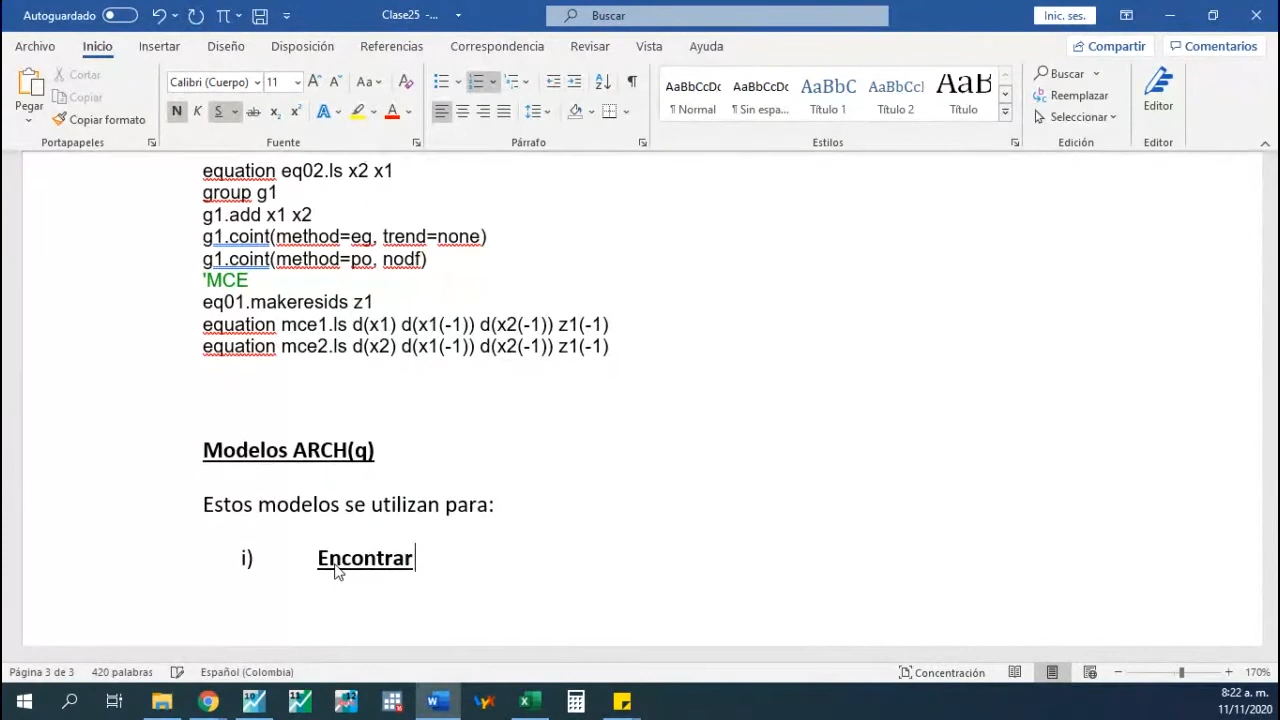 Autoguardado
Clase25 -...
Buscar
Inic. ses.
Archivo Inicio Insertar Diseño Disposición Referencias Correspondencia Revisar Vista Ayuda
Compartir Comentarios
Pegar
Cortar
Copiar
Copiar formato
Portapapeles
Calibri (Cuerpo) 11
N K S ab x₂ x²
Fuente
Párrafo
AaBbCcDc ¶ Normal
AaBbCcDc ¶ Sin espa...
AaBbC Título 1
AaBbCcI Título 2
AaB Título
Estilos
Buscar
Reemplazar
Seleccionar
Edición
Editor
Editor
equation eq02.ls x2 x1
group g1
g1.add x1 x2
g1.coint(method=eg, trend=none)
g1.coint(method=po, nodf)
'MCE
eq01.makeresids z1
equation mce1.ls d(x1) d(x1(-1)) d(x2(-1)) z1(-1)
equation mce2.ls d(x2) d(x1(-1)) d(x2(-1)) z1(-1)
Modelos ARCH(q)
Estos modelos se utilizan para:
i) Encontrar
Página 3 de 3 420 palabras Español (Colombia) Concentración 170%
8:22 a. m.
11/11/2020